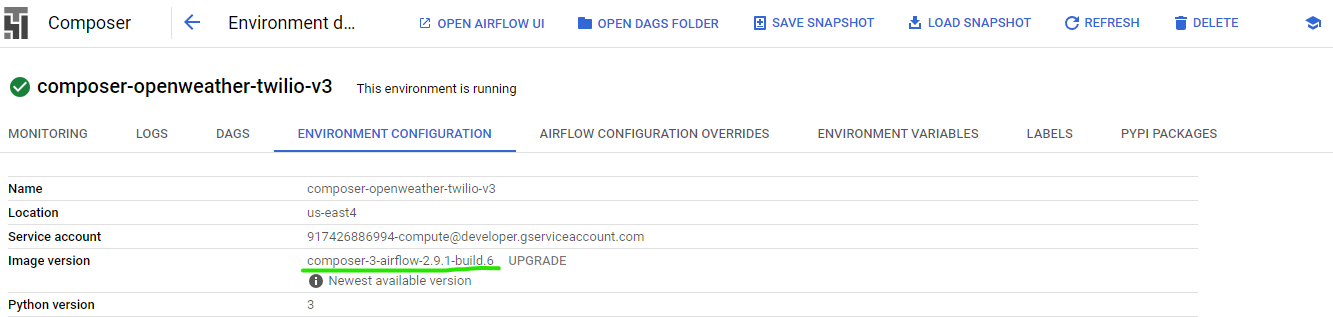 Composer Environment d... OPEN AIRFLOW UI OPEN DAGS FOLDER SAVE SNAPSHOT LOAD SNAPSHOT REFRESH DELETE
composer-openweather-twilio-v3 This environment is running
MONITORING LOGS DAGS ENVIRONMENT CONFIGURATION AIRFLOW CONFIGURATION OVERRIDES ENVIRONMENT VARIABLES LABELS PYPI PACKAGES
Name composer-openweather-twilio-v3
Location us-east4
Service account 917426886994-compute@developer.gserviceaccount.com
Image version composer-3-airflow-2.9.1-build.6 UPGRADE
Newest available version
Python version 3